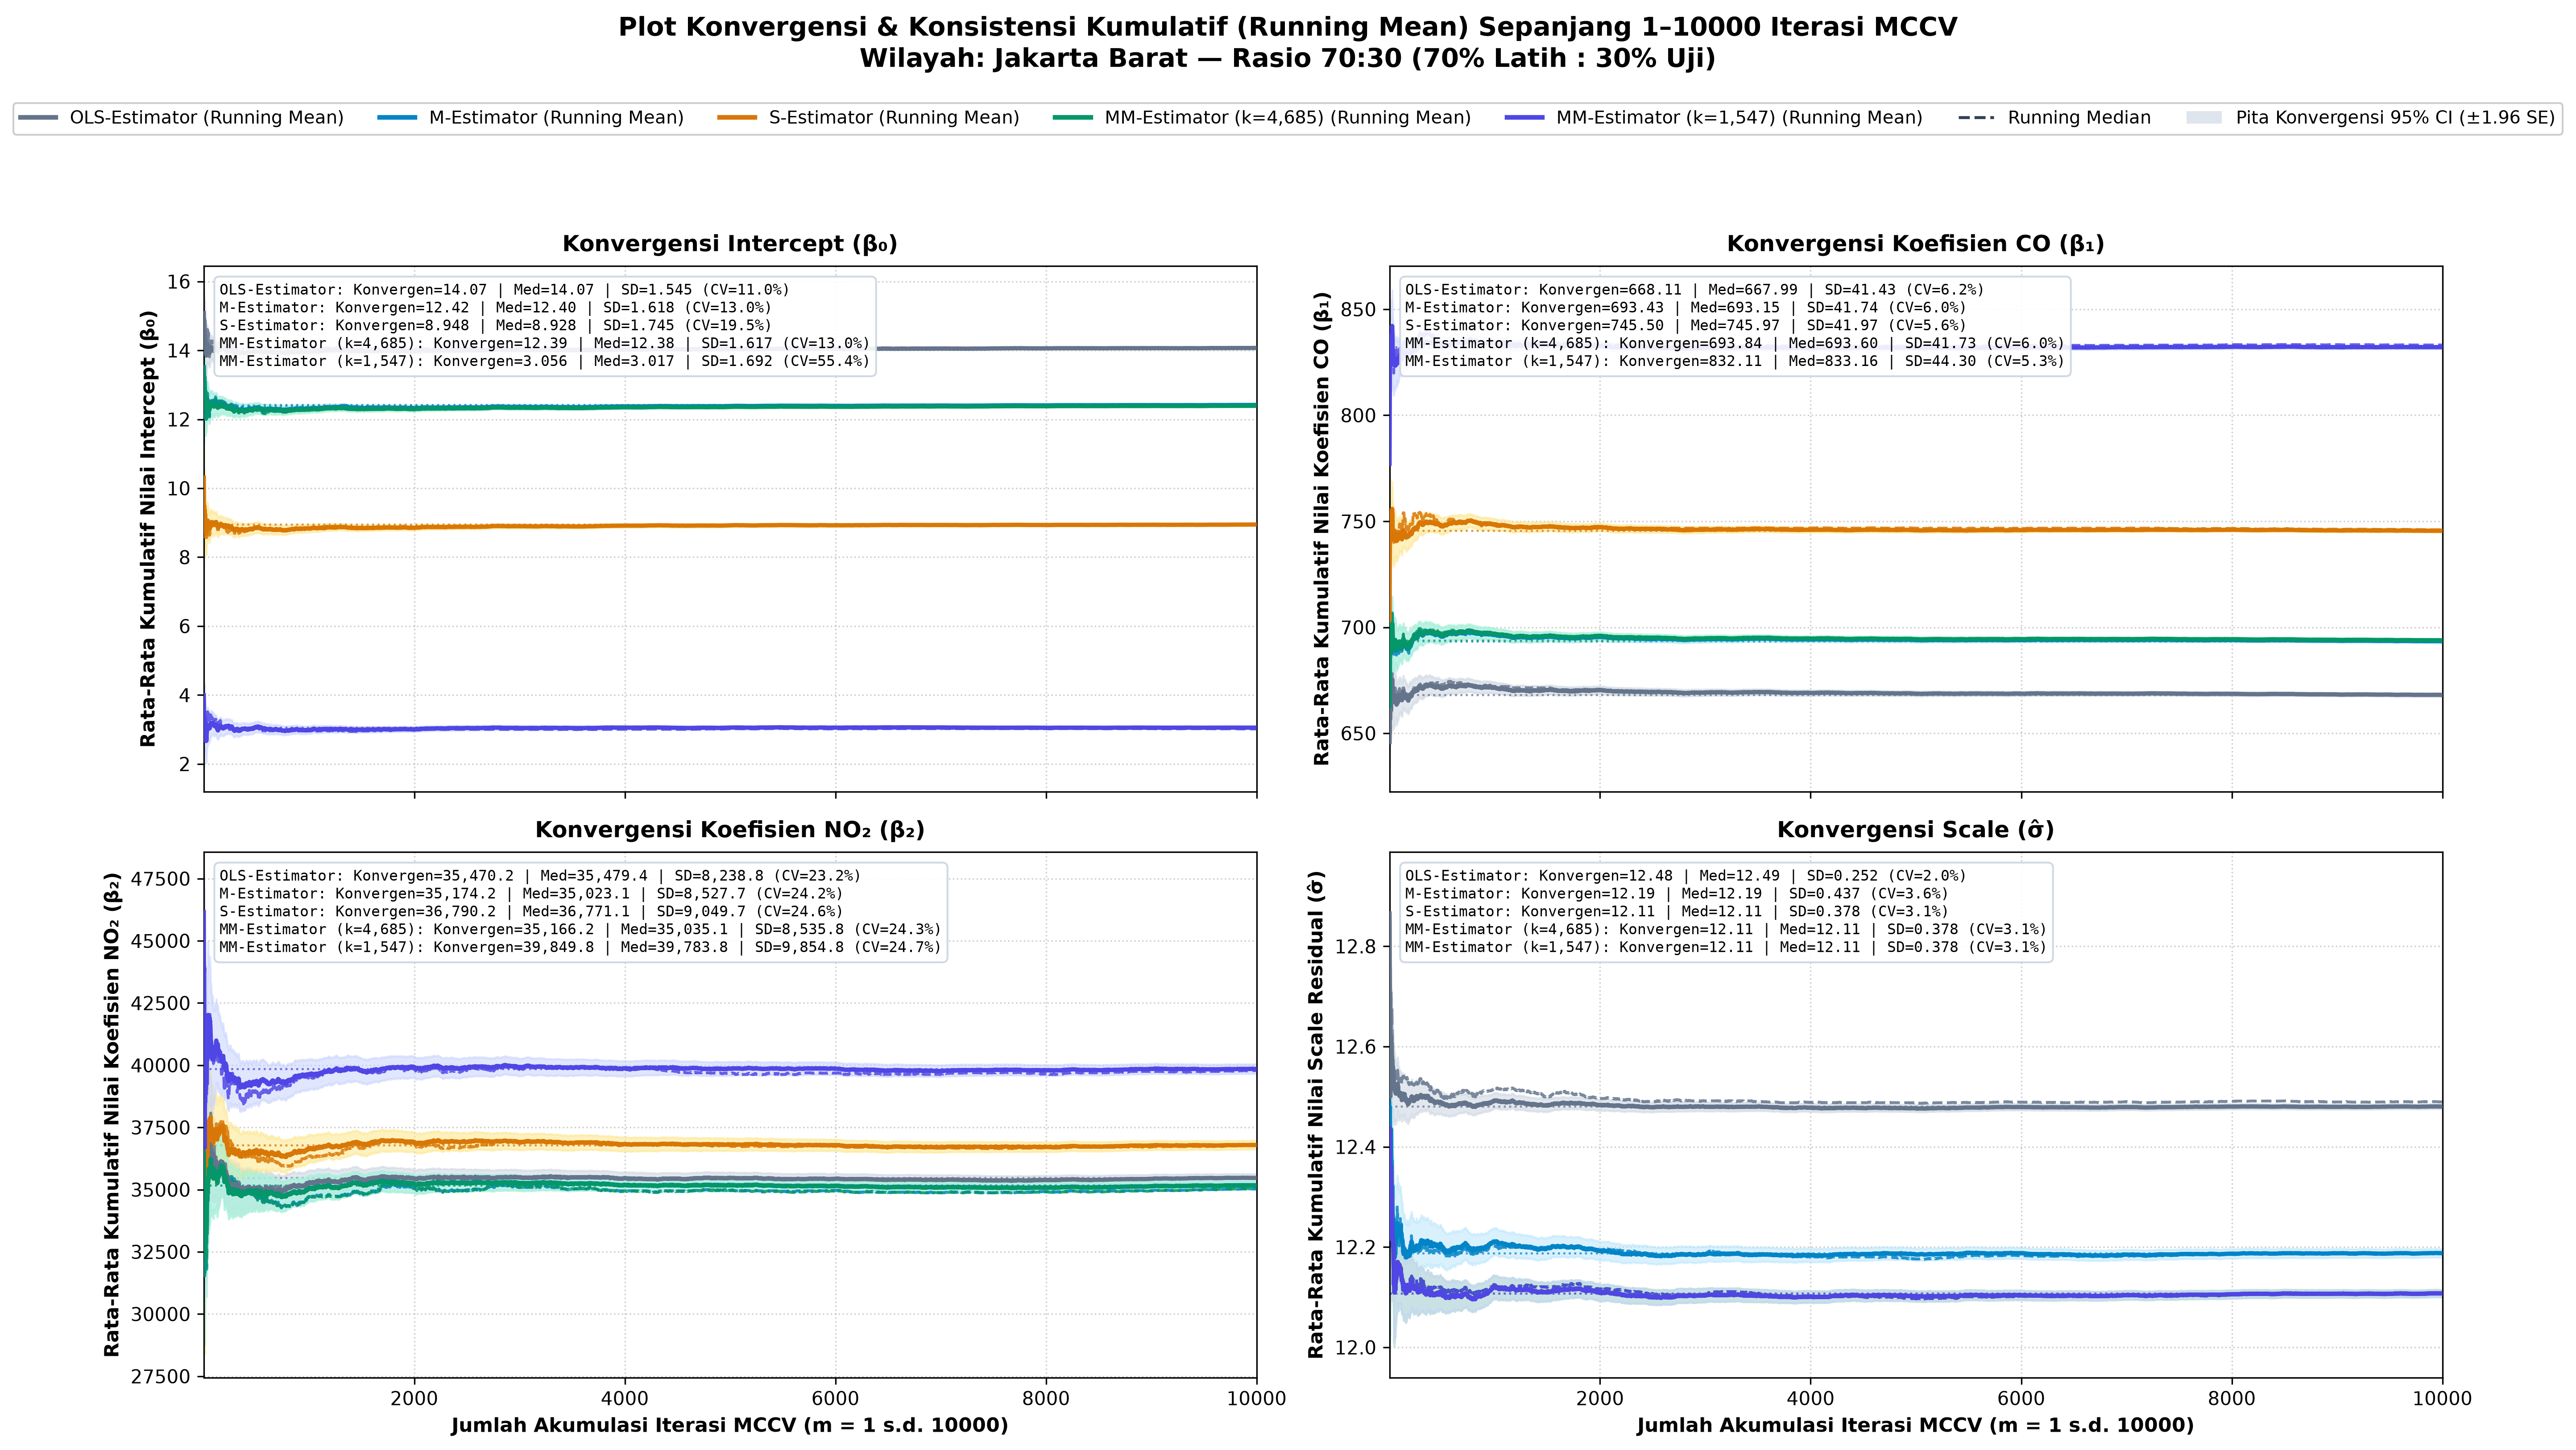 Plot Konvergensi & Konsistensi Kumulatif (Running Mean) Sepanjang 1–10000 Iterasi MCCV
Wilayah: Jakarta Barat — Rasio 70:30 (70% Latih : 30% Uji)
OLS-Estimator (Running Mean) M-Estimator (Running Mean) S-Estimator (Running Mean) MM-Estimator (k=4,685) (Running Mean) MM-Estimator (k=1,547) (Running Mean) Running Median Pita Konvergensi 95% CI (±1.96 SE)
Konvergensi Intercept (β₀)
Rata-Rata Kumulatif Nilai Intercept (β₀)
16
14
12
10
8
6
4
2
OLS-Estimator: Konvergen=14.07 | Med=14.07 | SD=1.545 (CV=11.0%)
M-Estimator: Konvergen=12.42 | Med=12.40 | SD=1.618 (CV=13.0%)
S-Estimator: Konvergen=8.948 | Med=8.928 | SD=1.745 (CV=19.5%)
MM-Estimator (k=4,685): Konvergen=12.39 | Med=12.38 | SD=1.617 (CV=13.0%)
MM-Estimator (k=1,547): Konvergen=3.056 | Med=3.017 | SD=1.692 (CV=55.4%)
Konvergensi Koefisien CO (β₁)
Rata-Rata Kumulatif Nilai Koefisien CO (β₁)
850
800
750
700
650
OLS-Estimator: Konvergen=668.11 | Med=667.99 | SD=41.43 (CV=6.2%)
M-Estimator: Konvergen=693.43 | Med=693.15 | SD=41.74 (CV=6.0%)
S-Estimator: Konvergen=745.50 | Med=745.97 | SD=41.97 (CV=5.6%)
MM-Estimator (k=4,685): Konvergen=693.84 | Med=693.60 | SD=41.73 (CV=6.0%)
MM-Estimator (k=1,547): Konvergen=832.11 | Med=833.16 | SD=44.30 (CV=5.3%)
Konvergensi Koefisien NO₂ (β₂)
Rata-Rata Kumulatif Nilai Koefisien NO₂ (β₂)
47500
45000
42500
40000
37500
35000
32500
30000
27500
OLS-Estimator: Konvergen=35,470.2 | Med=35,479.4 | SD=8,238.8 (CV=23.2%)
M-Estimator: Konvergen=35,174.2 | Med=35,023.1 | SD=8,527.7 (CV=24.2%)
S-Estimator: Konvergen=36,790.2 | Med=36,771.1 | SD=9,049.7 (CV=24.6%)
MM-Estimator (k=4,685): Konvergen=35,166.2 | Med=35,035.1 | SD=8,535.8 (CV=24.3%)
MM-Estimator (k=1,547): Konvergen=39,849.8 | Med=39,783.8 | SD=9,854.8 (CV=24.7%)
2000 4000 6000 8000 10000
Jumlah Akumulasi Iterasi MCCV (m = 1 s.d. 10000)
Konvergensi Scale (σ̂)
Rata-Rata Kumulatif Nilai Scale Residual (σ̂)
12.8
12.6
12.4
12.2
12.0
OLS-Estimator: Konvergen=12.48 | Med=12.49 | SD=0.252 (CV=2.0%)
M-Estimator: Konvergen=12.19 | Med=12.19 | SD=0.437 (CV=3.6%)
S-Estimator: Konvergen=12.11 | Med=12.11 | SD=0.378 (CV=3.1%)
MM-Estimator (k=4,685): Konvergen=12.11 | Med=12.11 | SD=0.378 (CV=3.1%)
MM-Estimator (k=1,547): Konvergen=12.11 | Med=12.11 | SD=0.378 (CV=3.1%)
2000 4000 6000 8000 10000
Jumlah Akumulasi Iterasi MCCV (m = 1 s.d. 10000)